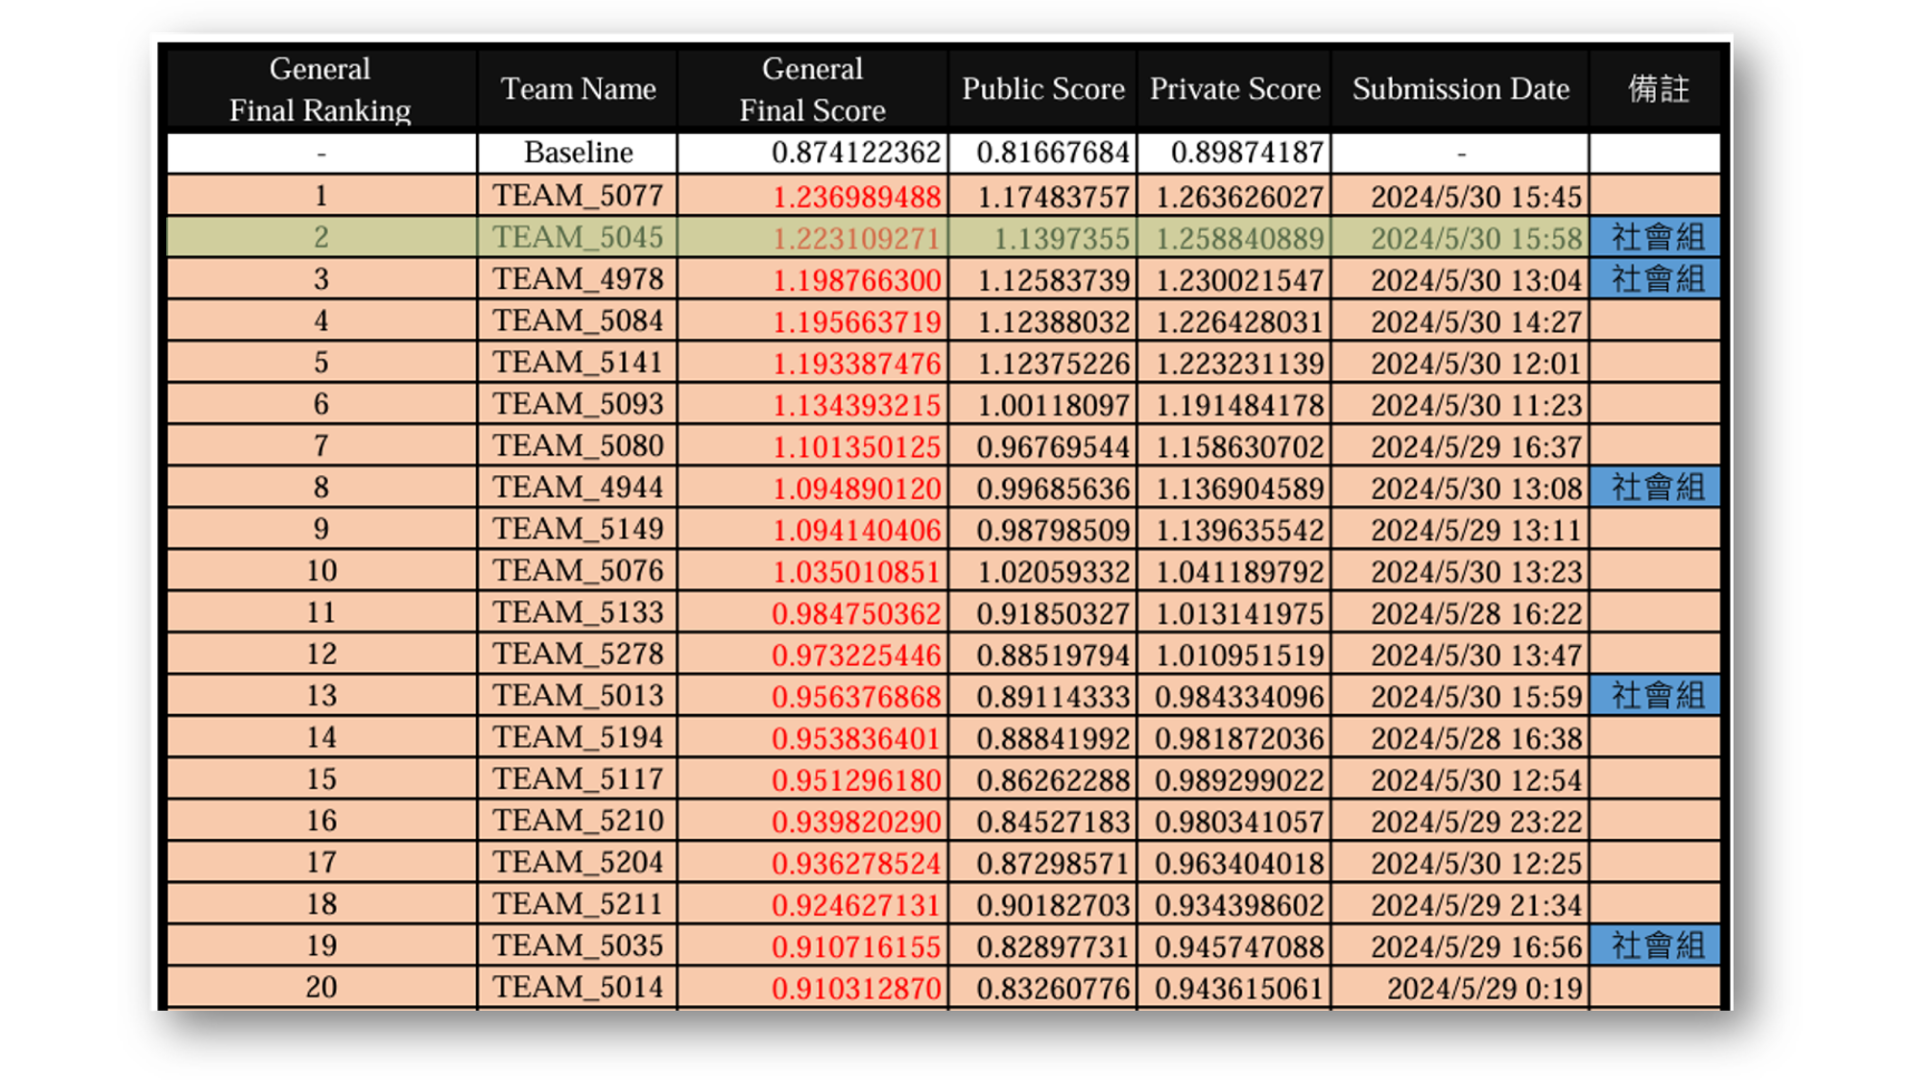 General Final Ranking Team Name General Final Score Public Score Private Score Submission Date 備註
- Baseline 0.874122362 0.81667684 0.89874187 -
1 TEAM_5077 1.236989488 1.17483757 1.263626027 2024/5/30 15:45
2 TEAM_5045 1.223109271 1.1397355 1.258840889 2024/5/30 15:58 社會組
3 TEAM_4978 1.198766300 1.12583739 1.230021547 2024/5/30 13:04 社會組
4 TEAM_5084 1.195663719 1.12388032 1.226428031 2024/5/30 14:27
5 TEAM_5141 1.193387476 1.12375226 1.223231139 2024/5/30 12:01
6 TEAM_5093 1.134393215 1.00118097 1.191484178 2024/5/30 11:23
7 TEAM_5080 1.101350125 0.96769544 1.158630702 2024/5/29 16:37
8 TEAM_4944 1.094890120 0.99685636 1.136904589 2024/5/30 13:08 社會組
9 TEAM_5149 1.094140406 0.98798509 1.139635542 2024/5/29 13:11
10 TEAM_5076 1.035010851 1.02059332 1.041189792 2024/5/30 13:23
11 TEAM_5133 0.984750362 0.91850327 1.013141975 2024/5/28 16:22
12 TEAM_5278 0.973225446 0.88519794 1.010951519 2024/5/30 13:47
13 TEAM_5013 0.956376868 0.89114333 0.984334096 2024/5/30 15:59 社會組
14 TEAM_5194 0.953836401 0.88841992 0.981872036 2024/5/28 16:38
15 TEAM_5117 0.951296180 0.86262288 0.989299022 2024/5/30 12:54
16 TEAM_5210 0.939820290 0.84527183 0.980341057 2024/5/29 23:22
17 TEAM_5204 0.936278524 0.87298571 0.963404018 2024/5/30 12:25
18 TEAM_5211 0.924627131 0.90182703 0.934398602 2024/5/29 21:34
19 TEAM_5035 0.910716155 0.82897731 0.945747088 2024/5/29 16:56 社會組
20 TEAM_5014 0.910312870 0.83260776 0.943615061 2024/5/29 0:19